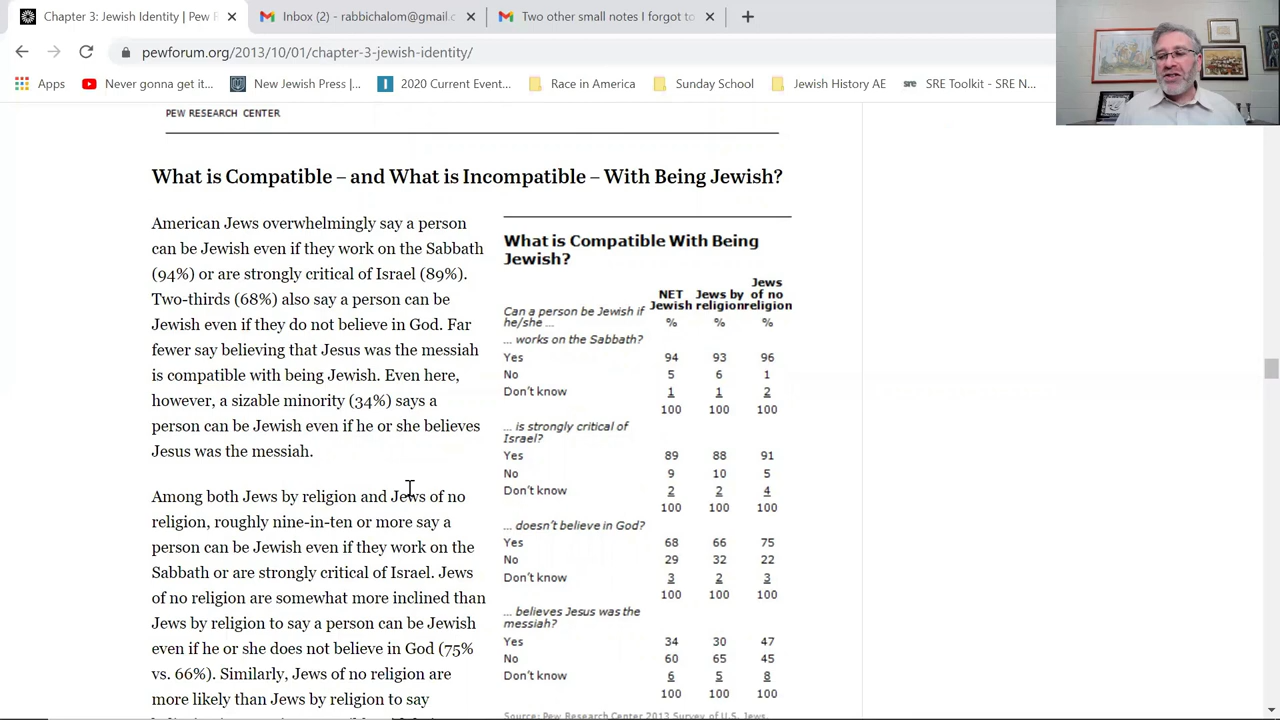 Chapter 3: Jewish Identity | Pew
Inbox (2) - rabbichalom@gmail
Two other small notes I forgot to
pewforum.org/2013/10/01/chapter-3-jewish-identity/
Apps
Never gonna get it...
New Jewish Press |...
Race in America
Sunday School
Jewish History AE
SRE Toolkit - SRE N...
PEW RESEARCH CENTER
What is Compatible – and What is Incompatible – With Being Jewish?
American Jews overwhelmingly say a person
can be Jewish even if they work on the Sabbath
(94%) or are strongly critical of Israel (89%).
Two-thirds (68%) also say a person can be
Jewish even if they do not believe in God. Far
fewer say believing that Jesus was the messiah
is compatible with being Jewish. Even here,
however, a sizable minority (34%) says a
person can be Jewish even if he or she believes
Jesus was the messiah.
Among both Jews by religion and Jews of no
religion, roughly nine-in-ten or more say a
person can be Jewish even if they work on the
Sabbath or are strongly critical of Israel. Jews
of no religion are somewhat more inclined than
Jews by religion to say a person can be Jewish
even if he or she does not believe in God (75%
vs. 66%). Similarly, Jews of no religion are
more likely than Jews by religion to say
What is Compatible With Being
Jewish?
Jews
NET Jews by of no
Jewish religion religion
Can a person be Jewish if
he/she ... % % %
... works on the Sabbath?
Yes 94 93 96
No 5 6 1
Don't know 1 1 2
100 100 100
... is strongly critical of
Israel?
Yes 89 88 91
No 9 10 5
Don't know 2 2 4
100 100 100
... doesn't believe in God?
Yes 68 66 75
No 29 32 22
Don't know 3 2 3
100 100 100
... believes Jesus was the
messiah?
Yes 34 30 47
No 60 65 45
Don't know 6 5 8
100 100 100
Source: Pew Research Center 2013 Survey of U.S. Jews,